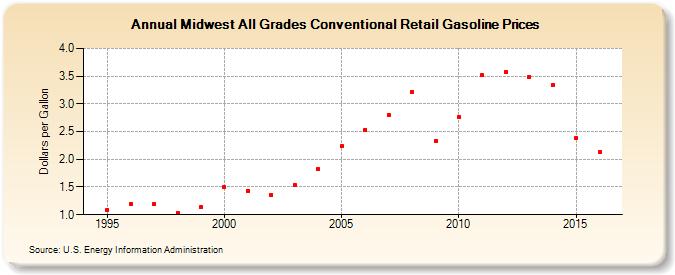 Annual Midwest All Grades Conventional Retail Gasoline Prices
Dollars per Gallon
4.0
3.5
3.0
2.5
2.0
1.5
1.0
1995 2000 2005 2010 2015
Source: U.S. Energy Information Administration